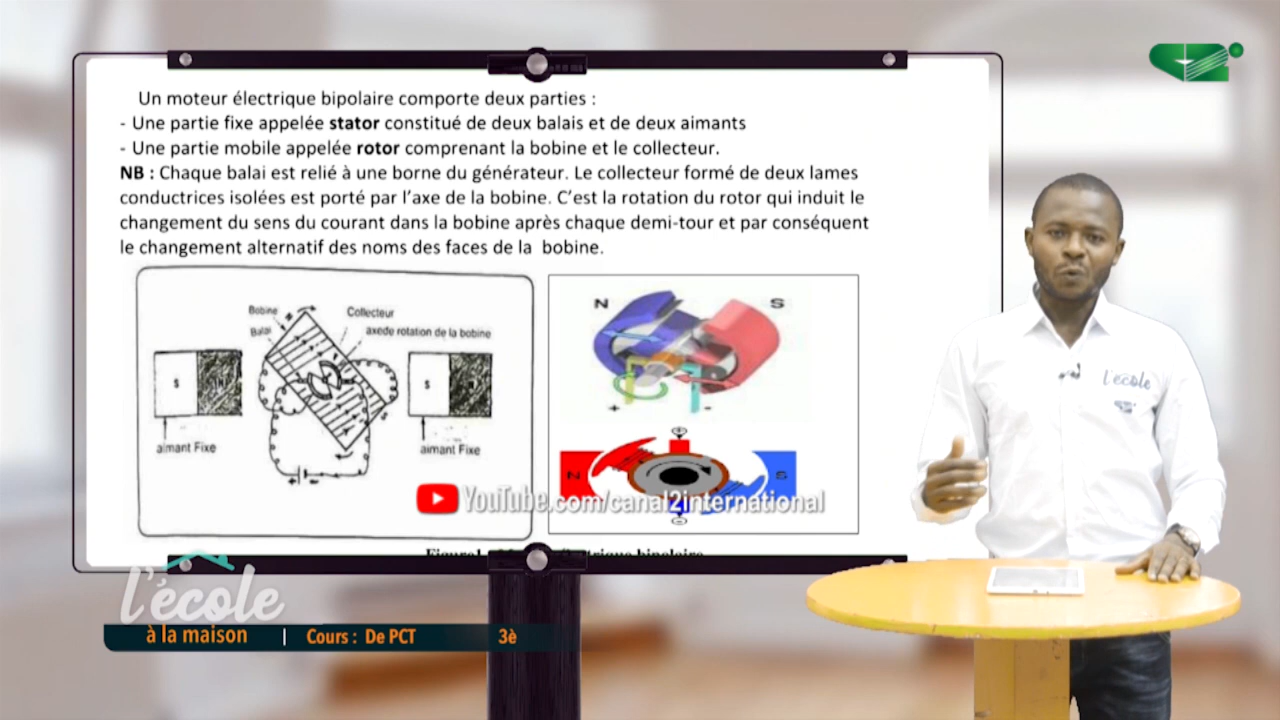 Un moteur électrique bipolaire comporte deux parties :
- Une partie fixe appelée stator constitué de deux balais et de deux aimants
- Une partie mobile appelée rotor comprenant la bobine et le collecteur.
NB : Chaque balai est relié à une borne du générateur. Le collecteur formé de deux lames
conductrices isolées est porté par l'axe de la bobine. C'est la rotation du rotor qui induit le
changement du sens du courant dans la bobine après chaque demi-tour et par conséquent
le changement alternatif des noms des faces de la bobine.
Bobine
Collecteur
Balai
axede rotation de la bobine
N
S
S
N
S
S
aimant Fixe
aimant Fixe
+ -
N
S
+
-
+
N
S
-
YouTube.com/canal2international
bipolaire
l'école
l'école
à la maison | Cours : De PCT 3è